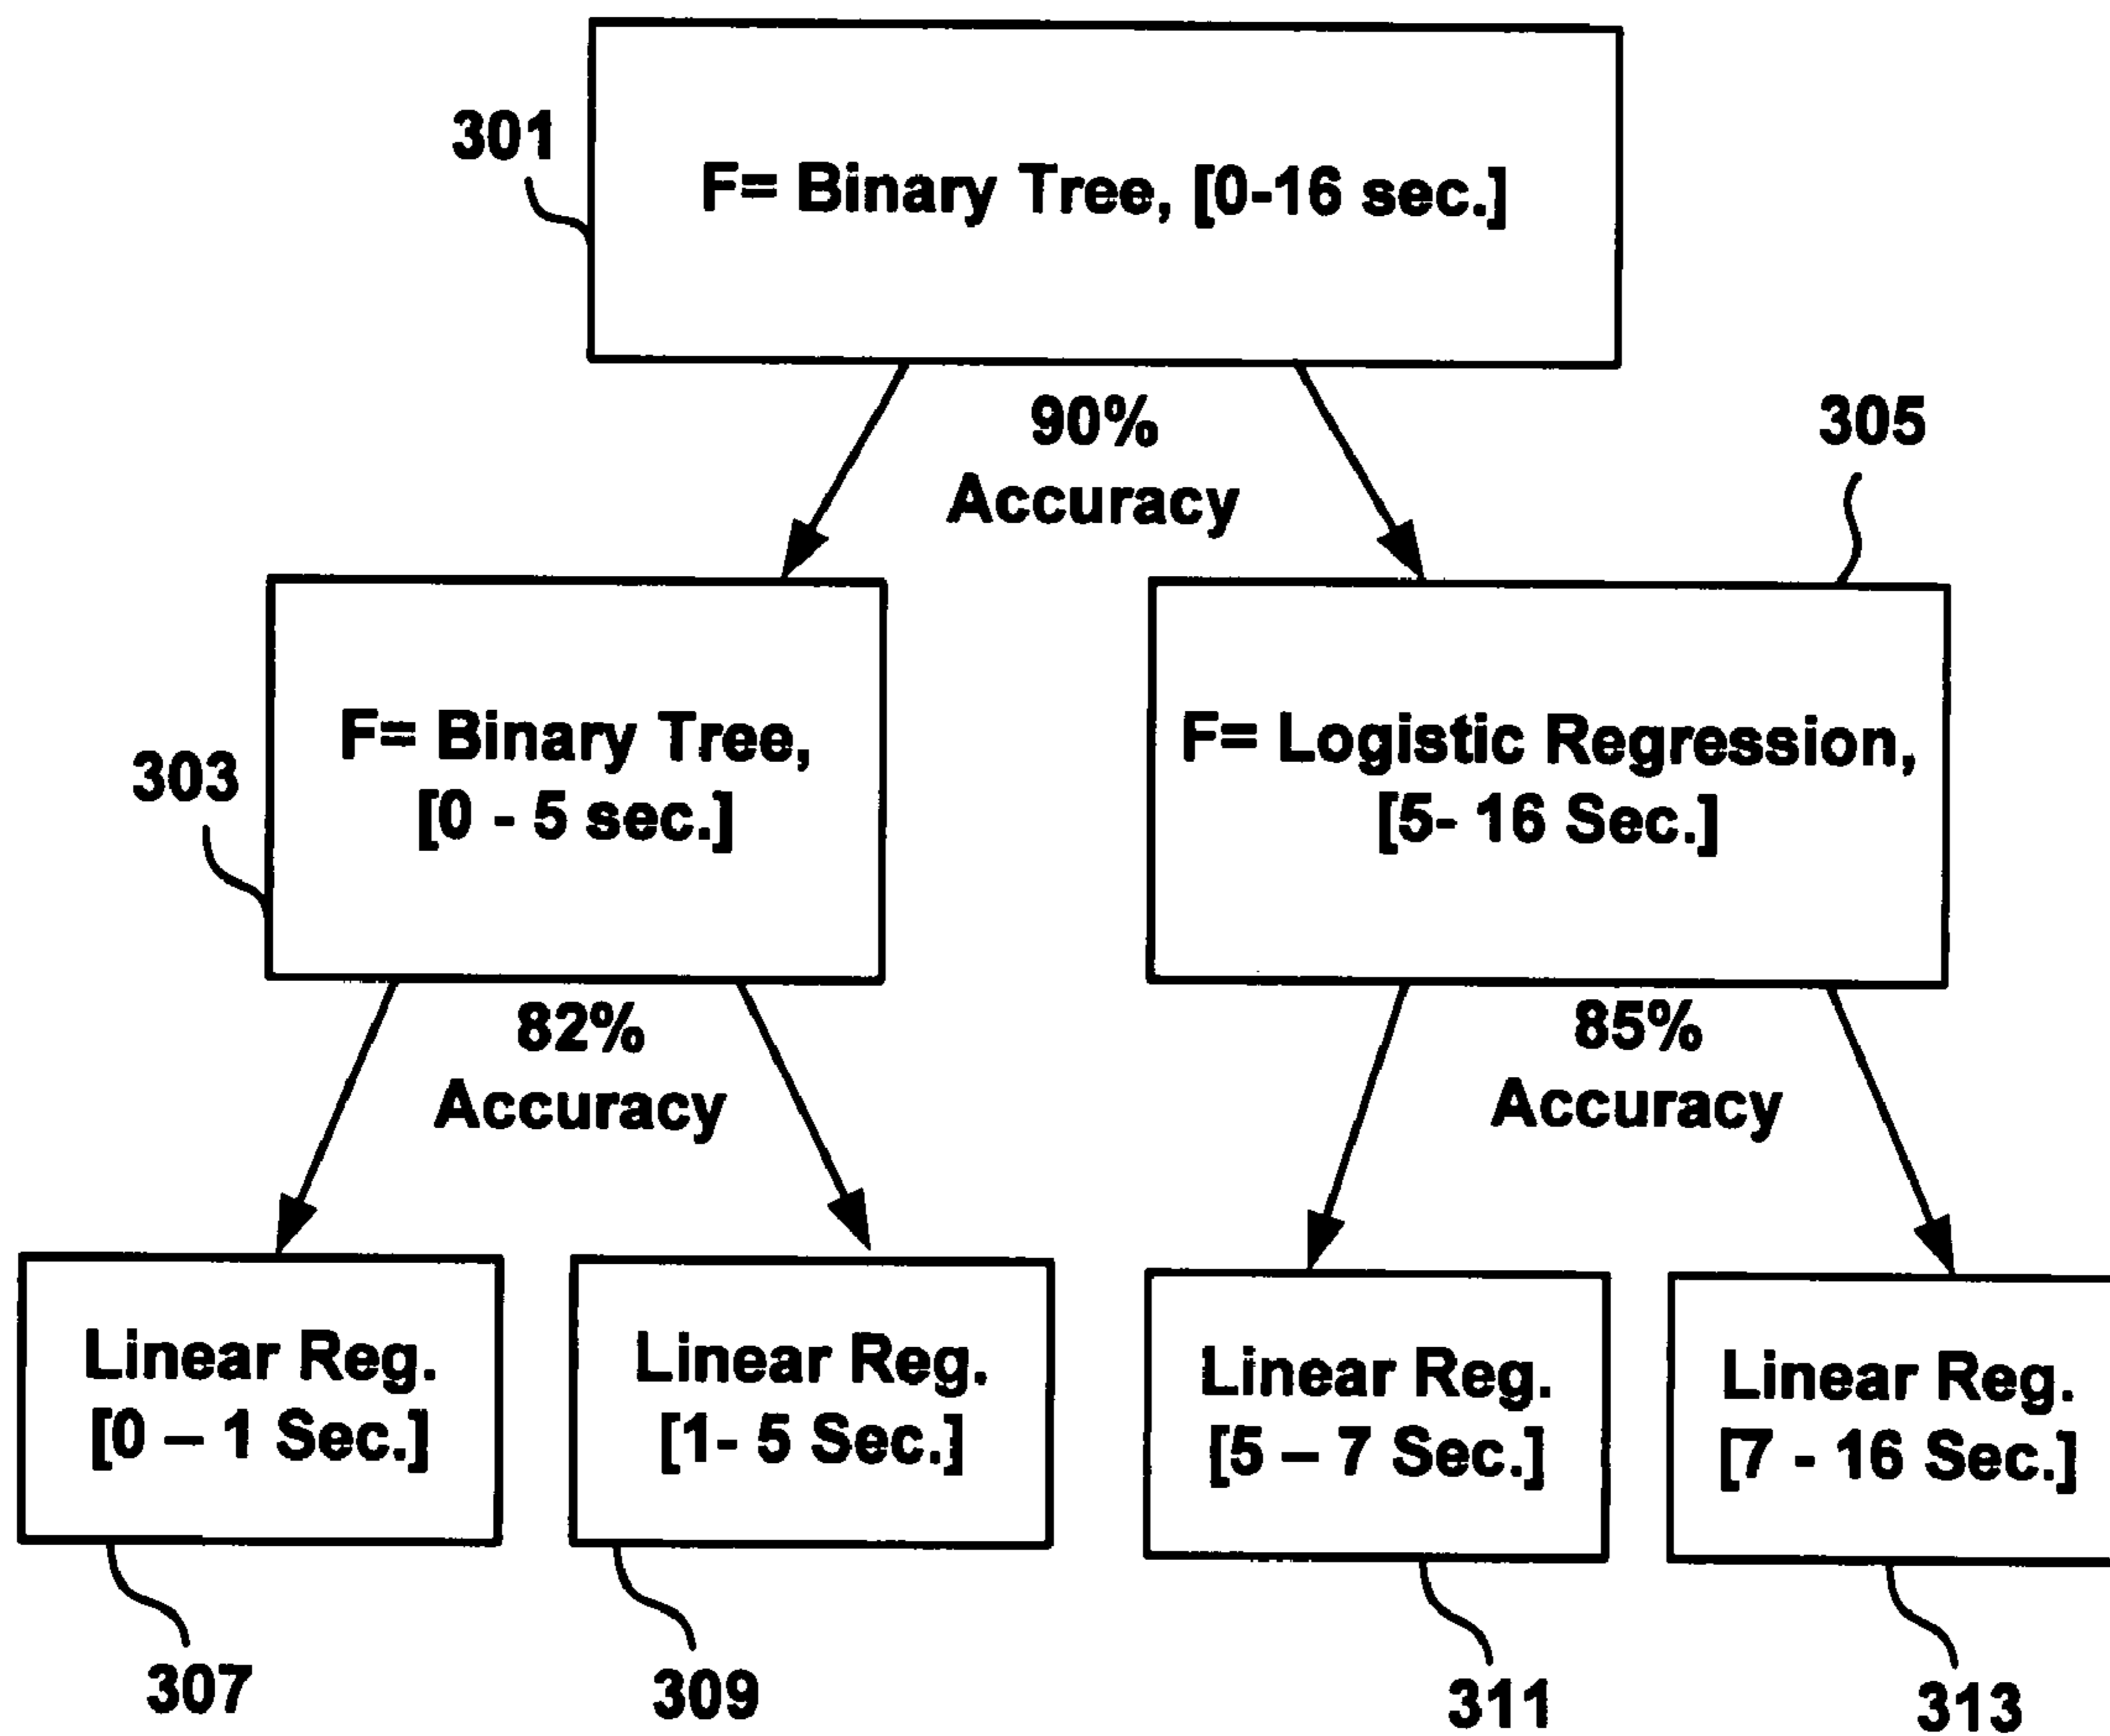 301
F= Binary Tree, [0-16 sec.]
90%
Accuracy
305
303
F= Binary Tree,
[0 - 5 sec.]
F= Logistic Regression,
[5- 16 Sec.]
82%
Accuracy
85%
Accuracy
Linear Reg.
[0 – 1 Sec.]
Linear Reg.
[1- 5 Sec.]
Linear Reg.
[5 – 7 Sec.]
Linear Reg.
[7 - 16 Sec.]
307
309
311
313